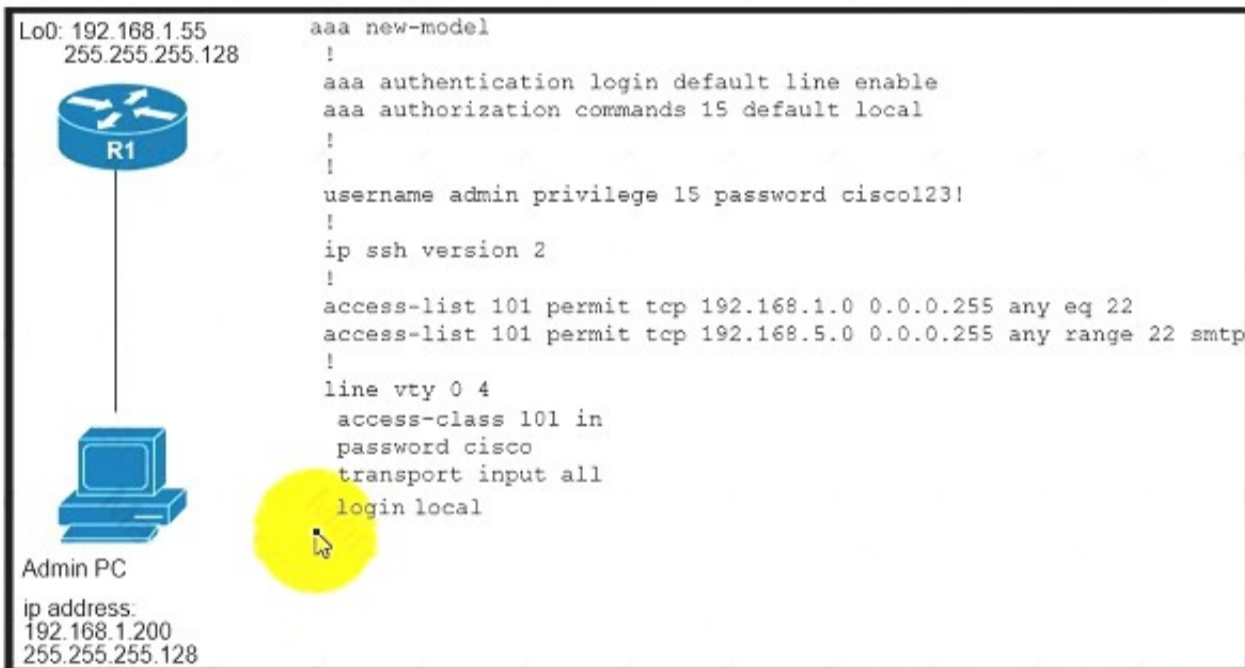 Lo0: 192.168.1.55
255.255.255.128
R1
Admin PC
ip address:
192.168.1.200
255.255.255.128
aaa new-model
!
aaa authentication login default line enable
aaa authorization commands 15 default local
!
!
username admin privilege 15 password cisco123!
!
ip ssh version 2
!
access-list 101 permit tcp 192.168.1.0 0.0.0.255 any eq 22
access-list 101 permit tcp 192.168.5.0 0.0.0.255 any range 22 smtp
!
line vty 0 4
access-class 101 in
password cisco
transport input all
login local